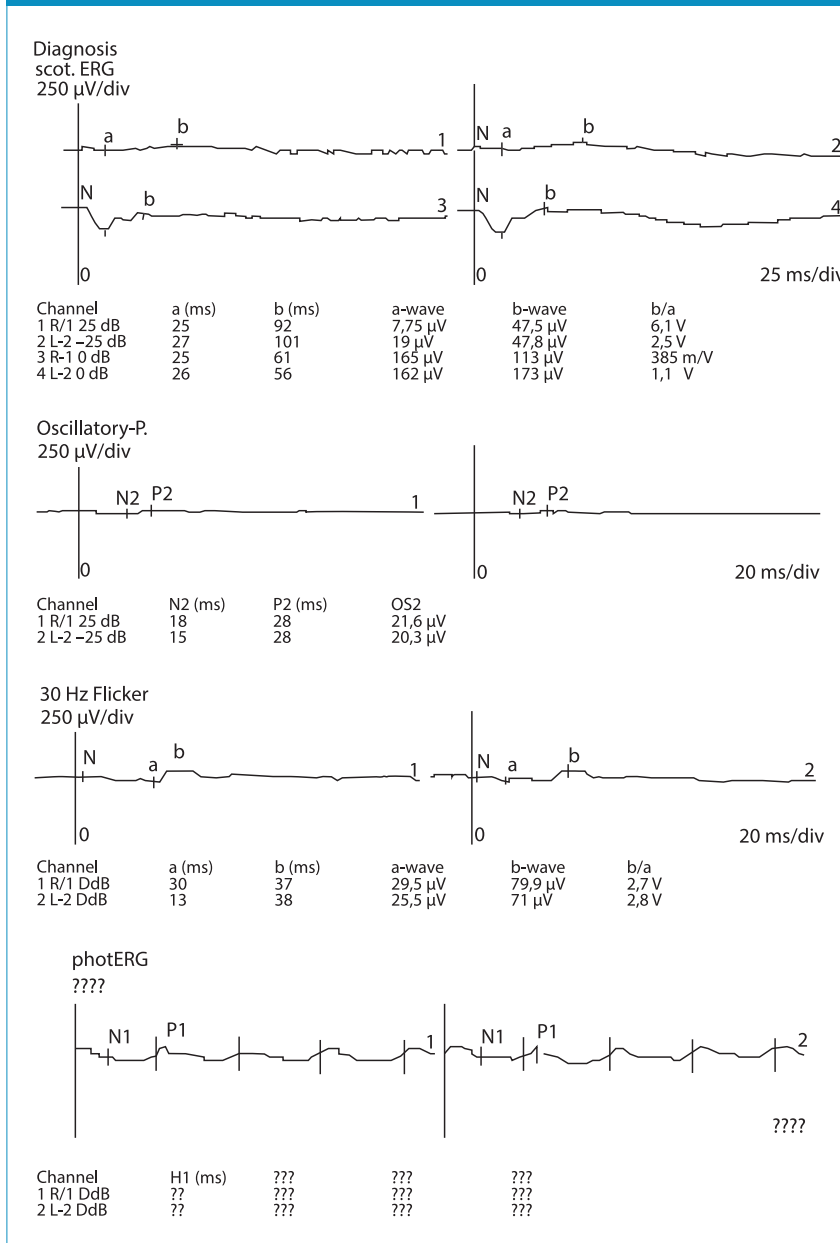 Diagnosis
scot. ERG
250 µV/div
a b 1 N a b 2
N b 3 N b 4
0 0 25 ms/div
Channel a (ms) b (ms) a-wave b-wave b/a
1 R/1 25 dB 25 92 7,75 µV 47,5 µV 6,1 V
2 L-2 –25 dB 27 101 19 µV 47,8 µV 2,5 V
3 R-1 0 dB 25 61 165 µV 113 µV 385 m/V
4 L-2 0 dB 26 56 162 µV 173 µV 1,1 V
Oscillatory-P.
250 µV/div
N2 P2 1 N2 P2
0 0 20 ms/div
Channel N2 (ms) P2 (ms) OS2
1 R/1 25 dB 18 28 21,6 µV
2 L-2 –25 dB 15 28 20,3 µV
30 Hz Flicker
250 µV/div
N a b 1 N a b 2
0 0 20 ms/div
Channel a (ms) b (ms) a-wave b-wave b/a
1 R/1 DdB 30 37 29,5 µV 79,9 µV 2,7 V
2 L-2 DdB 13 38 25,5 µV 71 µV 2,8 V
photERG
????
N1 P1 1 N1 P1 2
????
Channel H1 (ms) ??? ??? ???
1 R/1 DdB ?? ??? ??? ???
2 L-2 DdB ?? ??? ??? ???